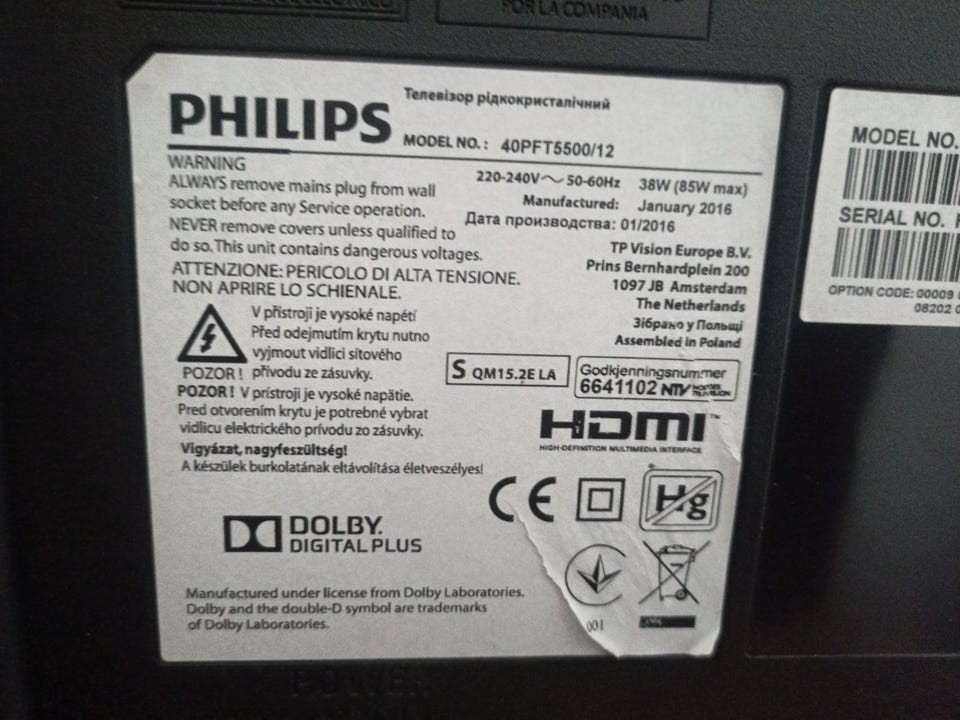 POR LA COMPANIA
Телевізор рідкокристалічний
PHILIPS
MODEL NO. : 40PFT5500/12
WARNING
ALWAYS remove mains plug from wall
socket before any Service operation.
NEVER remove covers unless qualified to
do so. This unit contains dangerous voltages.
ATTENZIONE: PERICOLO DI ALTA TENSIONE.
NON APRIRE LO SCHIENALE.
220-240V～ 50-60Hz 38W (85W max)
Manufactured: January 2016
Дата производства: 01/2016
TP Vision Europe B.V.
Prins Bernhardplein 200
1097 JB Amsterdam
The Netherlands
Зібрано у Польщі
Assembled in Poland
V přístroji je vysoké napětí
Před odejmutím krytu nutno
vyjmout vidlici síťového
POZOR! přívodu ze zásuvky.
POZOR! V prístroji je vysoké napätie.
Pred otvorením krytu je potrebné vybrat
vidlicu elektrického prívodu zo zásuvky.
Vigyázat, nagyfeszültség!
A készülek burkolatának eltávolítása életveszélyes!
S QM15.2E LA
Godkjenningsnummer
6641102 NTV
HDMI™
HIGH-DEFINITION MULTIMEDIA INTERFACE
CE
Hg
DOLBY.
DIGITAL PLUS
Manufactured under license from Dolby Laboratories.
Dolby and the double-D symbol are trademarks
of Dolby Laboratories.
001
POWER
MODEL NO.
SERIAL NO.
OPTION CODE: 00009
08202